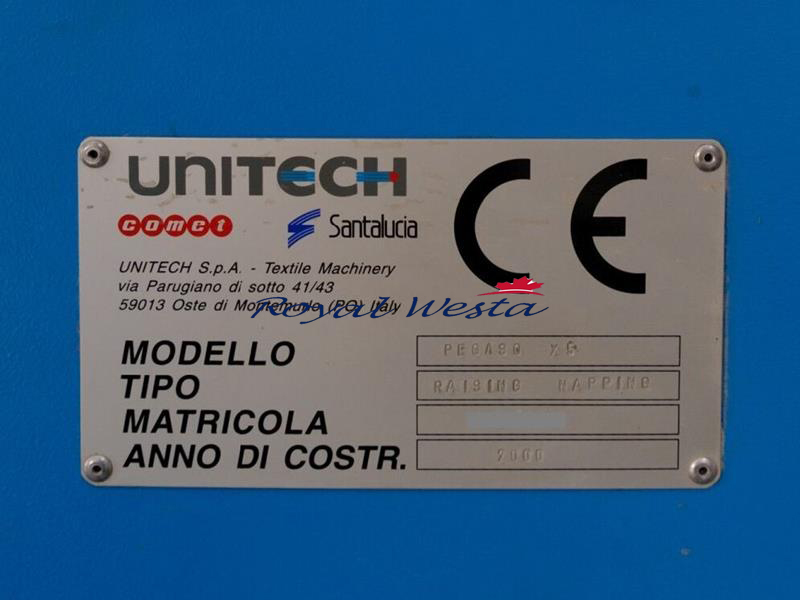 UNITECH
CE
comet
Santalucia
UNITECH S.p.A. - Textile Machinery
via Parugiano di sotto 41/43
59013 Oste di Montemurlo (PO) Italy
Royal Westa
MODELLO PEGASO X5
TIPO RAISING NAPPING
MATRICOLA
ANNO DI COSTR. 2000